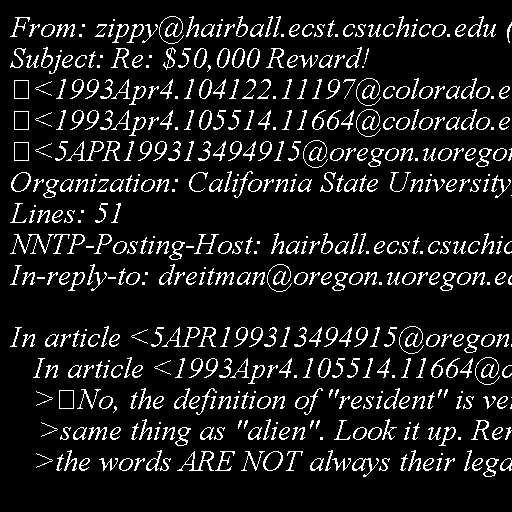 From: zippy@hairball.ecst.csuchico.edu (
Subject: Re: $50,000 Reward!
<1993Apr4.104122.11197@colorado.e
<1993Apr4.105514.11664@colorado.e
<5APR199313494915@oregon.uoregon
Organization: California State University,
Lines: 51
NNTP-Posting-Host: hairball.ecst.csuchic
In-reply-to: dreitman@oregon.uoregon.ed

In article <5APR199313494915@oregon.
In article <1993Apr4.105514.11664@c
>No, the definition of "resident" is ve
>same thing as "alien". Look it up. Re
>the words ARE NOT always their lega